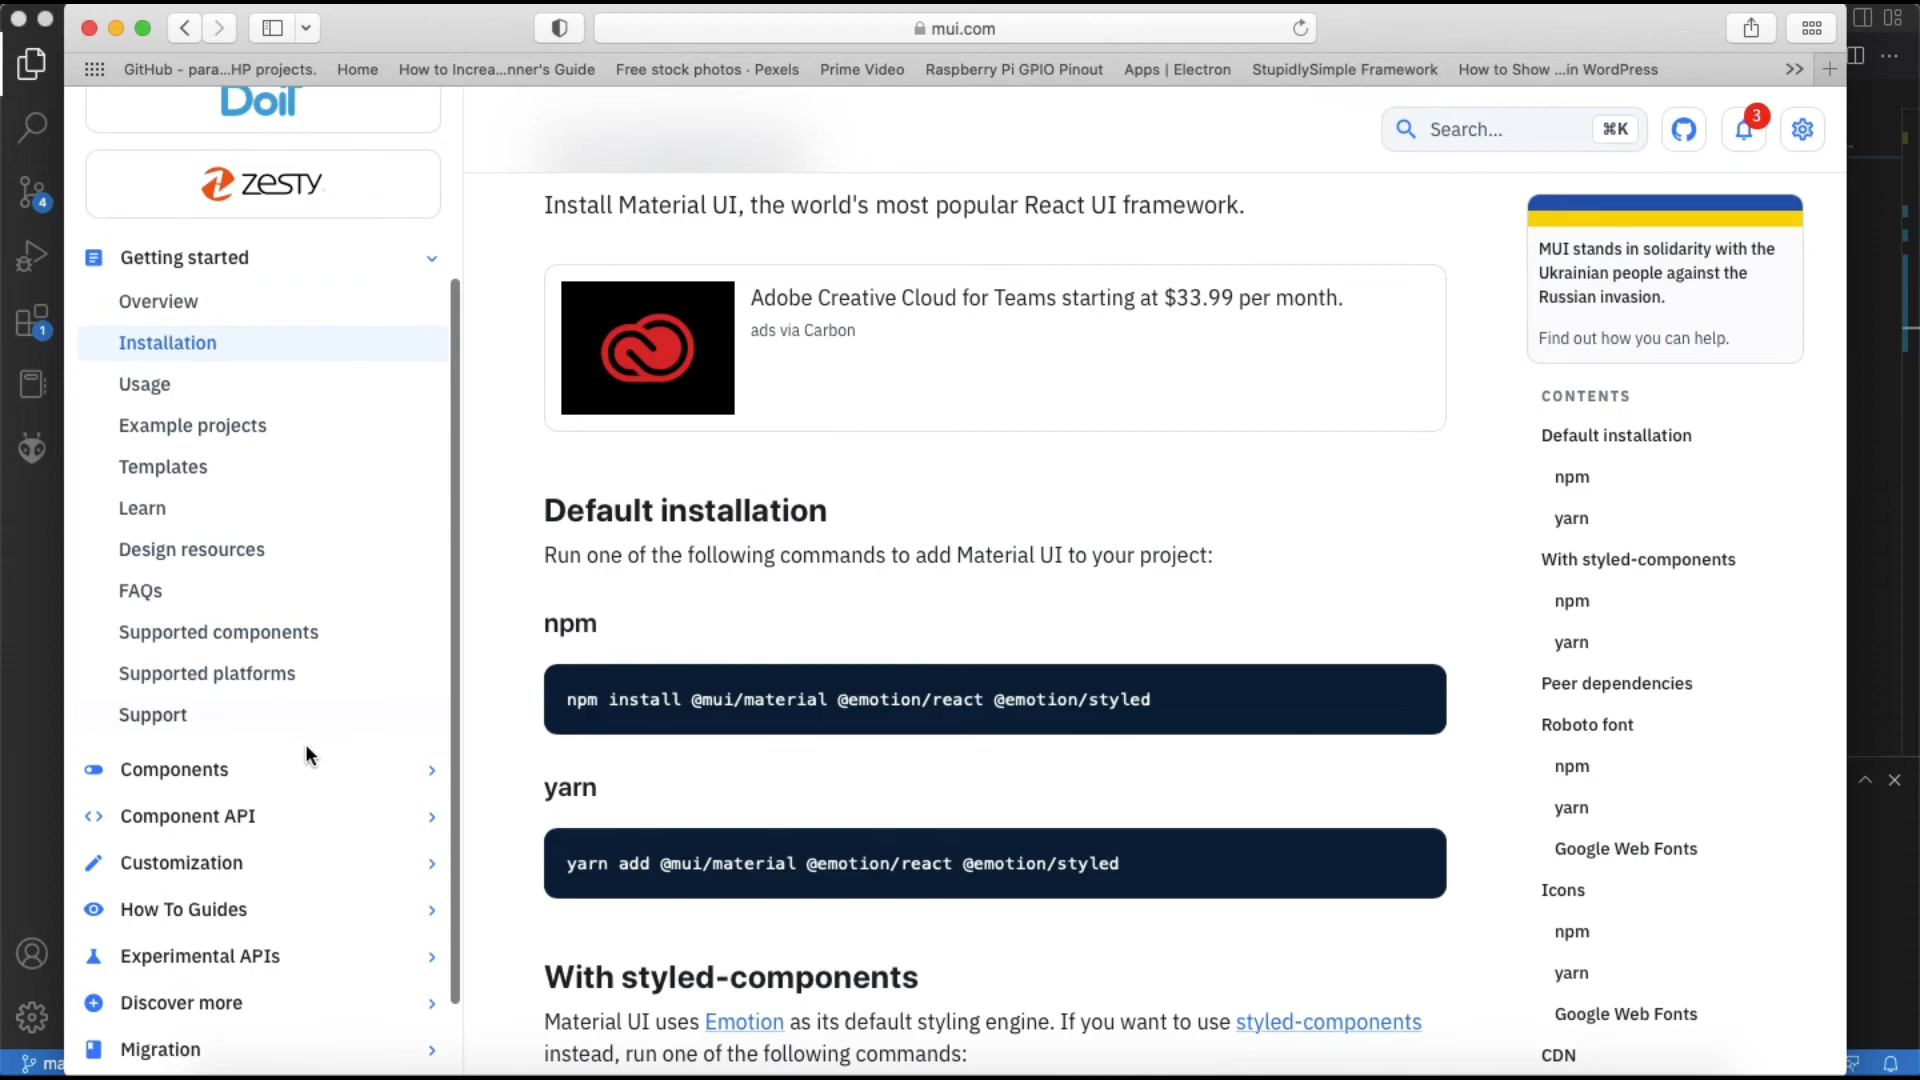 mui.com
GitHub - para...HP projects.
Home
How to Increa...nner's Guide
Free stock photos · Pexels
Prime Video
Raspberry Pi GPIO Pinout
Apps | Electron
StupidlySimple Framework
How to Show ...in WordPress
>>
+
DoiT
ZESTY
Search...
⌘K
3
4
1
Getting started
Overview
Installation
Usage
Example projects
Templates
Learn
Design resources
FAQs
Supported components
Supported platforms
Support
Components
Component API
Customization
How To Guides
Experimental APIs
Discover more
Migration
Install Material UI, the world's most popular React UI framework.
Adobe Creative Cloud for Teams starting at $33.99 per month.
ads via Carbon
Default installation
Run one of the following commands to add Material UI to your project:
npm
npm install @mui/material @emotion/react @emotion/styled
yarn
yarn add @mui/material @emotion/react @emotion/styled
With styled-components
Material UI uses Emotion as its default styling engine. If you want to use styled-components
instead, run one of the following commands:
MUI stands in solidarity with the
Ukrainian people against the
Russian invasion.
Find out how you can help.
CONTENTS
Default installation
npm
yarn
With styled-components
npm
yarn
Peer dependencies
Roboto font
npm
yarn
Google Web Fonts
Icons
npm
yarn
Google Web Fonts
CDN
ma